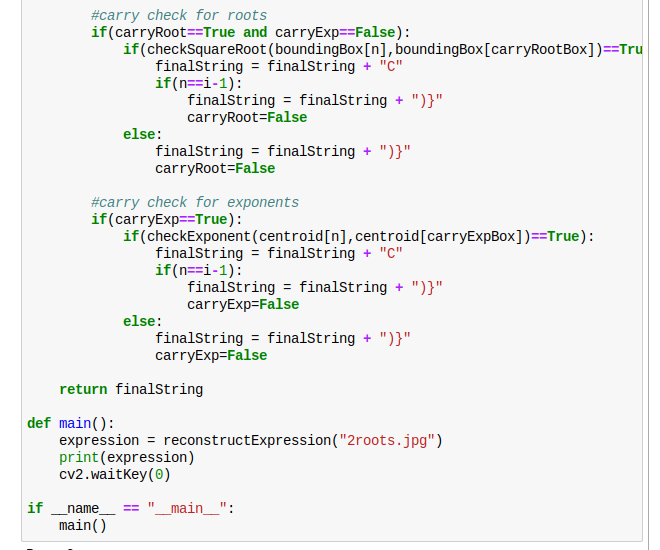 #carry check for roots
        if(carryRoot==True and carryExp==False):
            if(checkSquareRoot(boundingBox[n],boundingBox[carryRootBox])==Tru
                finalString = finalString + "C"
                if(n==i-1):
                    finalString = finalString + ")}"
                    carryRoot=False
            else:
                finalString = finalString + ")}"
                carryRoot=False

        #carry check for exponents
        if(carryExp==True):
            if(checkExponent(centroid[n],centroid[carryExpBox])==True):
                finalString = finalString + "C"
                if(n==i-1):
                    finalString = finalString + ")}"
                    carryExp=False
            else:
                finalString = finalString + ")}"
                carryExp=False

    return finalString

def main():
    expression = reconstructExpression("2roots.jpg")
    print(expression)
    cv2.waitKey(0)

if __name__ == "__main__":
    main()